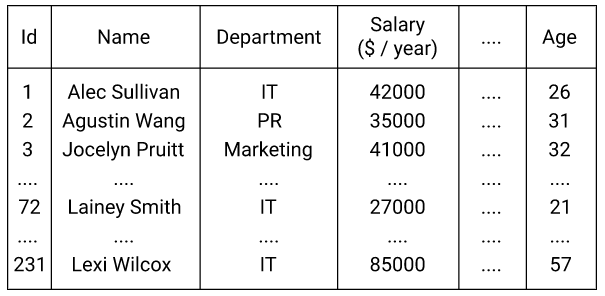 Id Name Department Salary ($ / year) .... Age
1 Alec Sullivan IT 42000 .... 26
2 Agustin Wang PR 35000 .... 31
3 Jocelyn Pruitt Marketing 41000 .... 32
.... .... .... .... .... ....
72 Lainey Smith IT 27000 .... 21
.... .... .... .... .... ....
231 Lexi Wilcox IT 85000 .... 57